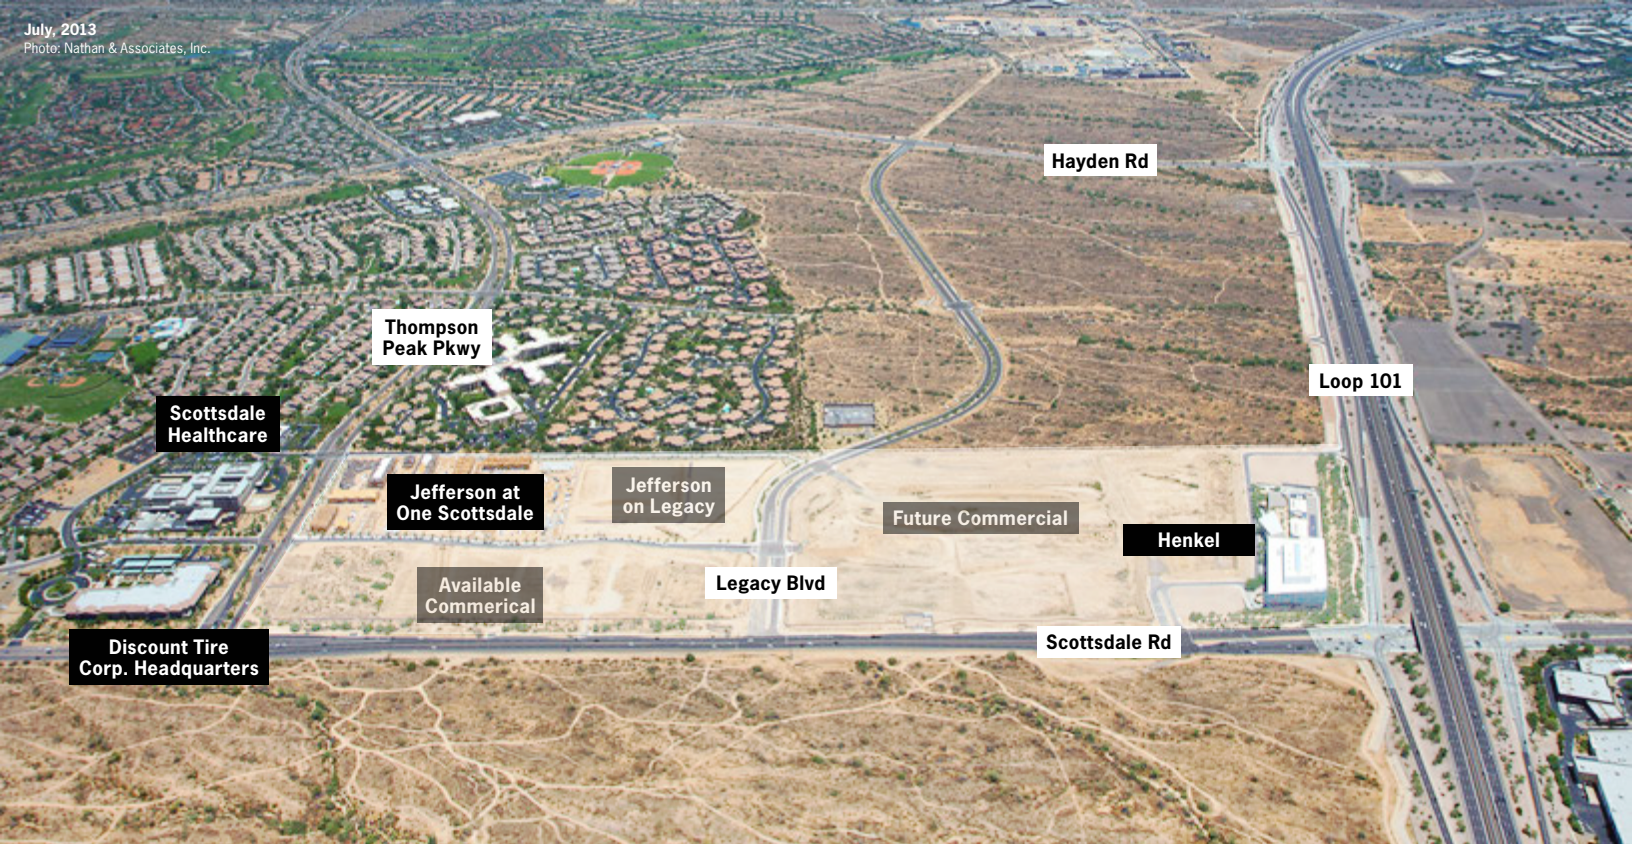 July, 2013
Photo: Nathan & Associates, Inc.
Hayden Rd
Thompson
Peak Pkwy
Loop 101
Scottsdale
Healthcare
Jefferson at
One Scottsdale
Jefferson
on Legacy
Future Commercial
Henkel
Available
Commerical
Legacy Blvd
Discount Tire
Corp. Headquarters
Scottsdale Rd